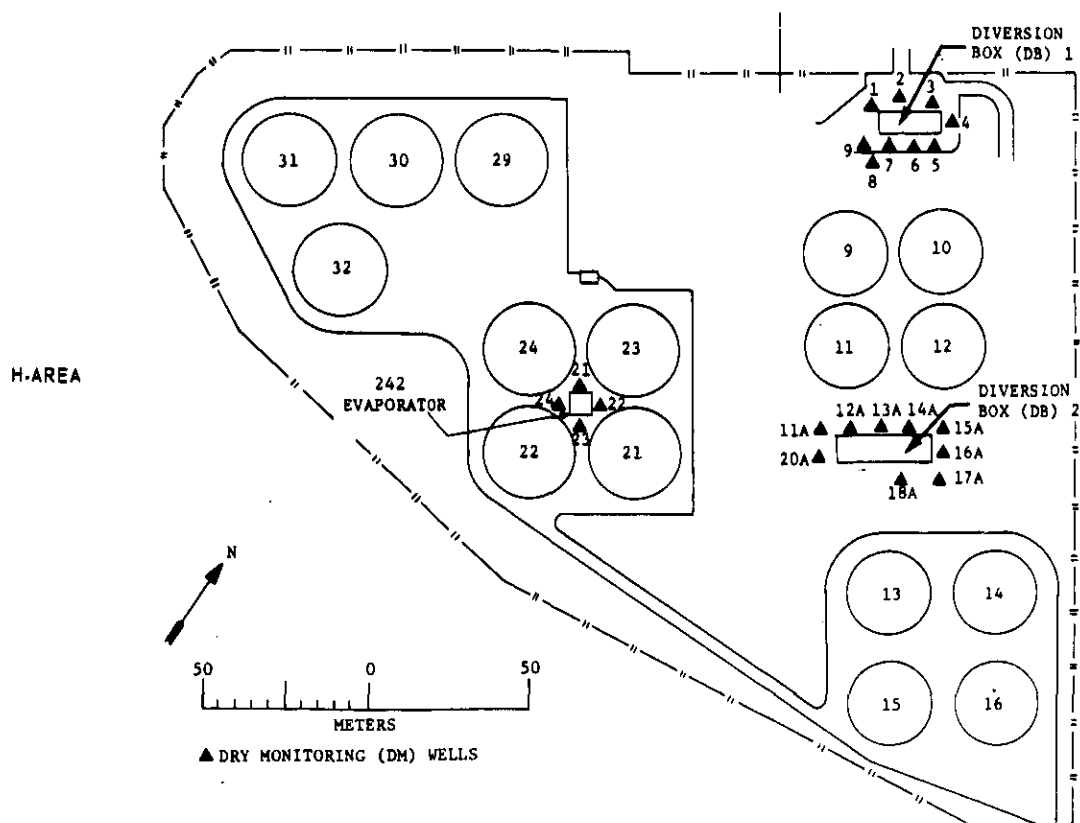 DIVERSION
BOX (DB) 1
1
2
3
4
9
7
6
5
8
31
30
29
32
9
10
24
23
11
12
H-AREA
242
EVAPORATOR
21
24
22
23
22
21
DIVERSION
BOX (DB) 2
12A
13A
14A
11A
15A
20A
16A
18A
17A
N
13
14
15
16
50
0
50
METERS
▲ DRY MONITORING (DM) WELLS